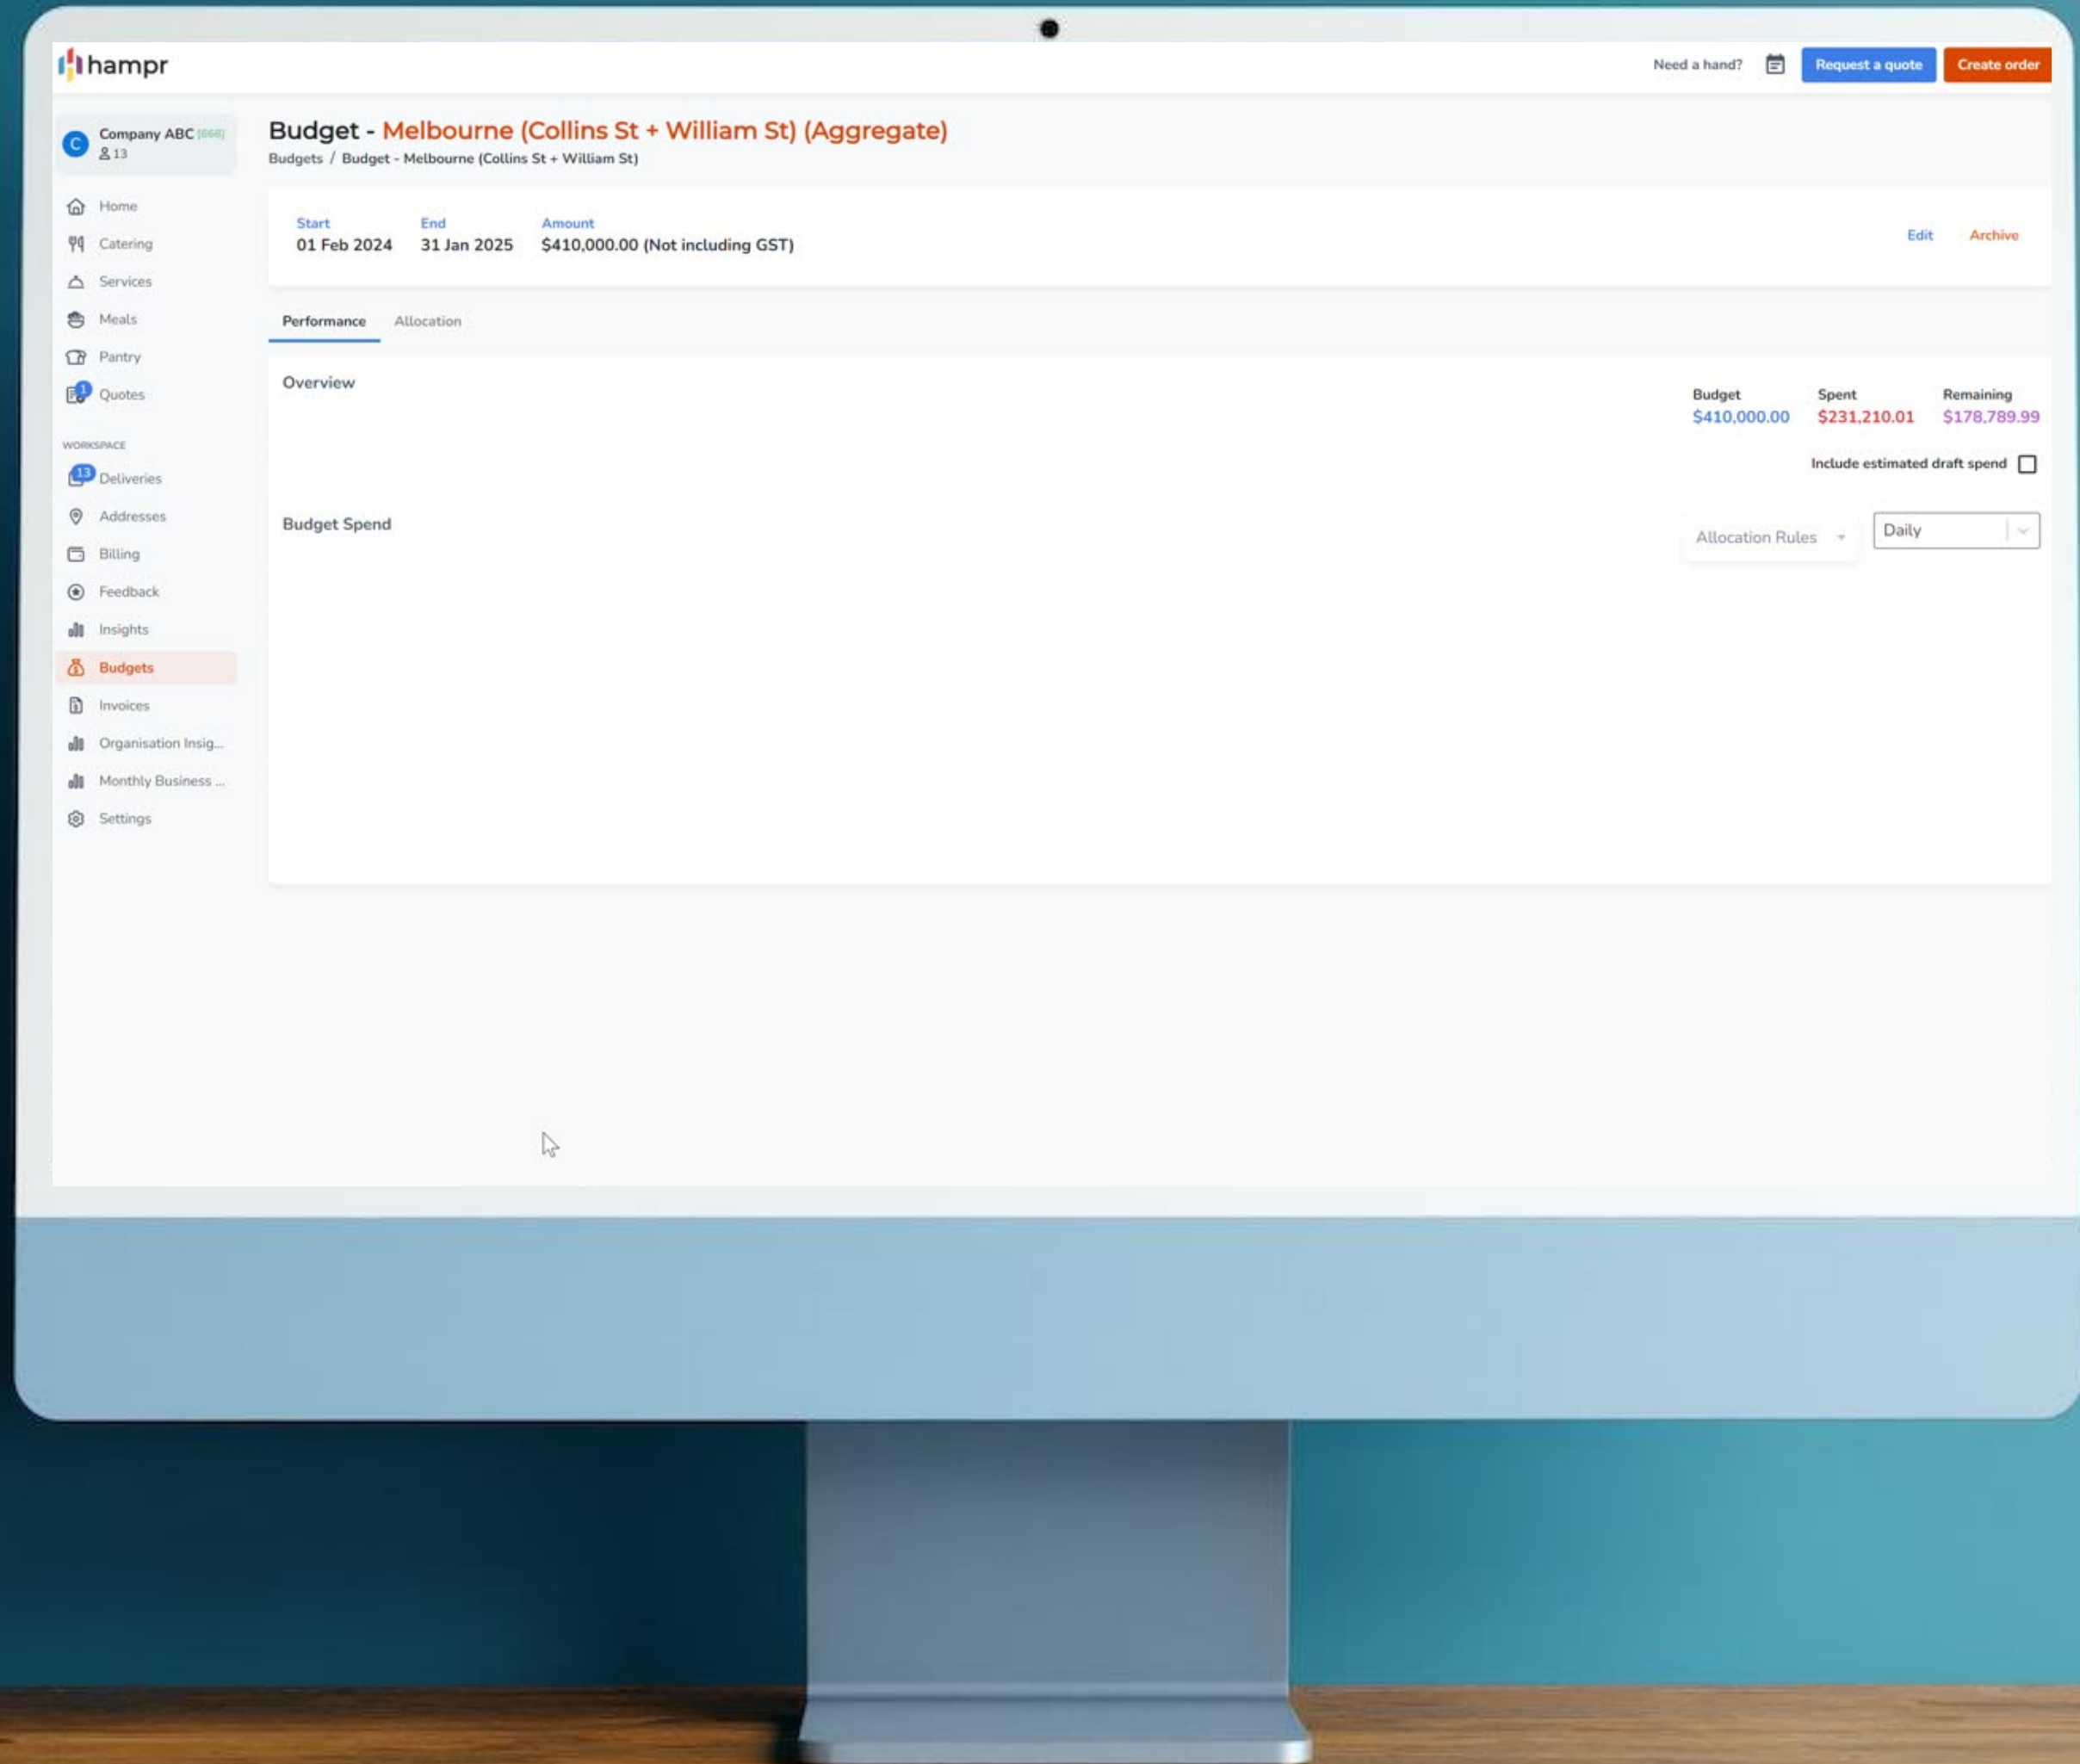 hampr
Need a hand?
Request a quote
Create order
C
Company ABC (668)
13
Home
Catering
Services
Meals
Pantry
1
Quotes
WORKSPACE
13
Deliveries
Addresses
Billing
Feedback
Insights
Budgets
Invoices
Organisation Insig...
Monthly Business ...
Settings
Budget - Melbourne (Collins St + William St) (Aggregate)
Budgets / Budget - Melbourne (Collins St + William St)
Start
01 Feb 2024
End
31 Jan 2025
Amount
$410,000.00 (Not including GST)
Edit
Archive
Performance
Allocation
Overview
Budget
$410,000.00
Spent
$231,210.01
Remaining
$178,789.99
Include estimated draft spend
Budget Spend
Allocation Rules
Daily